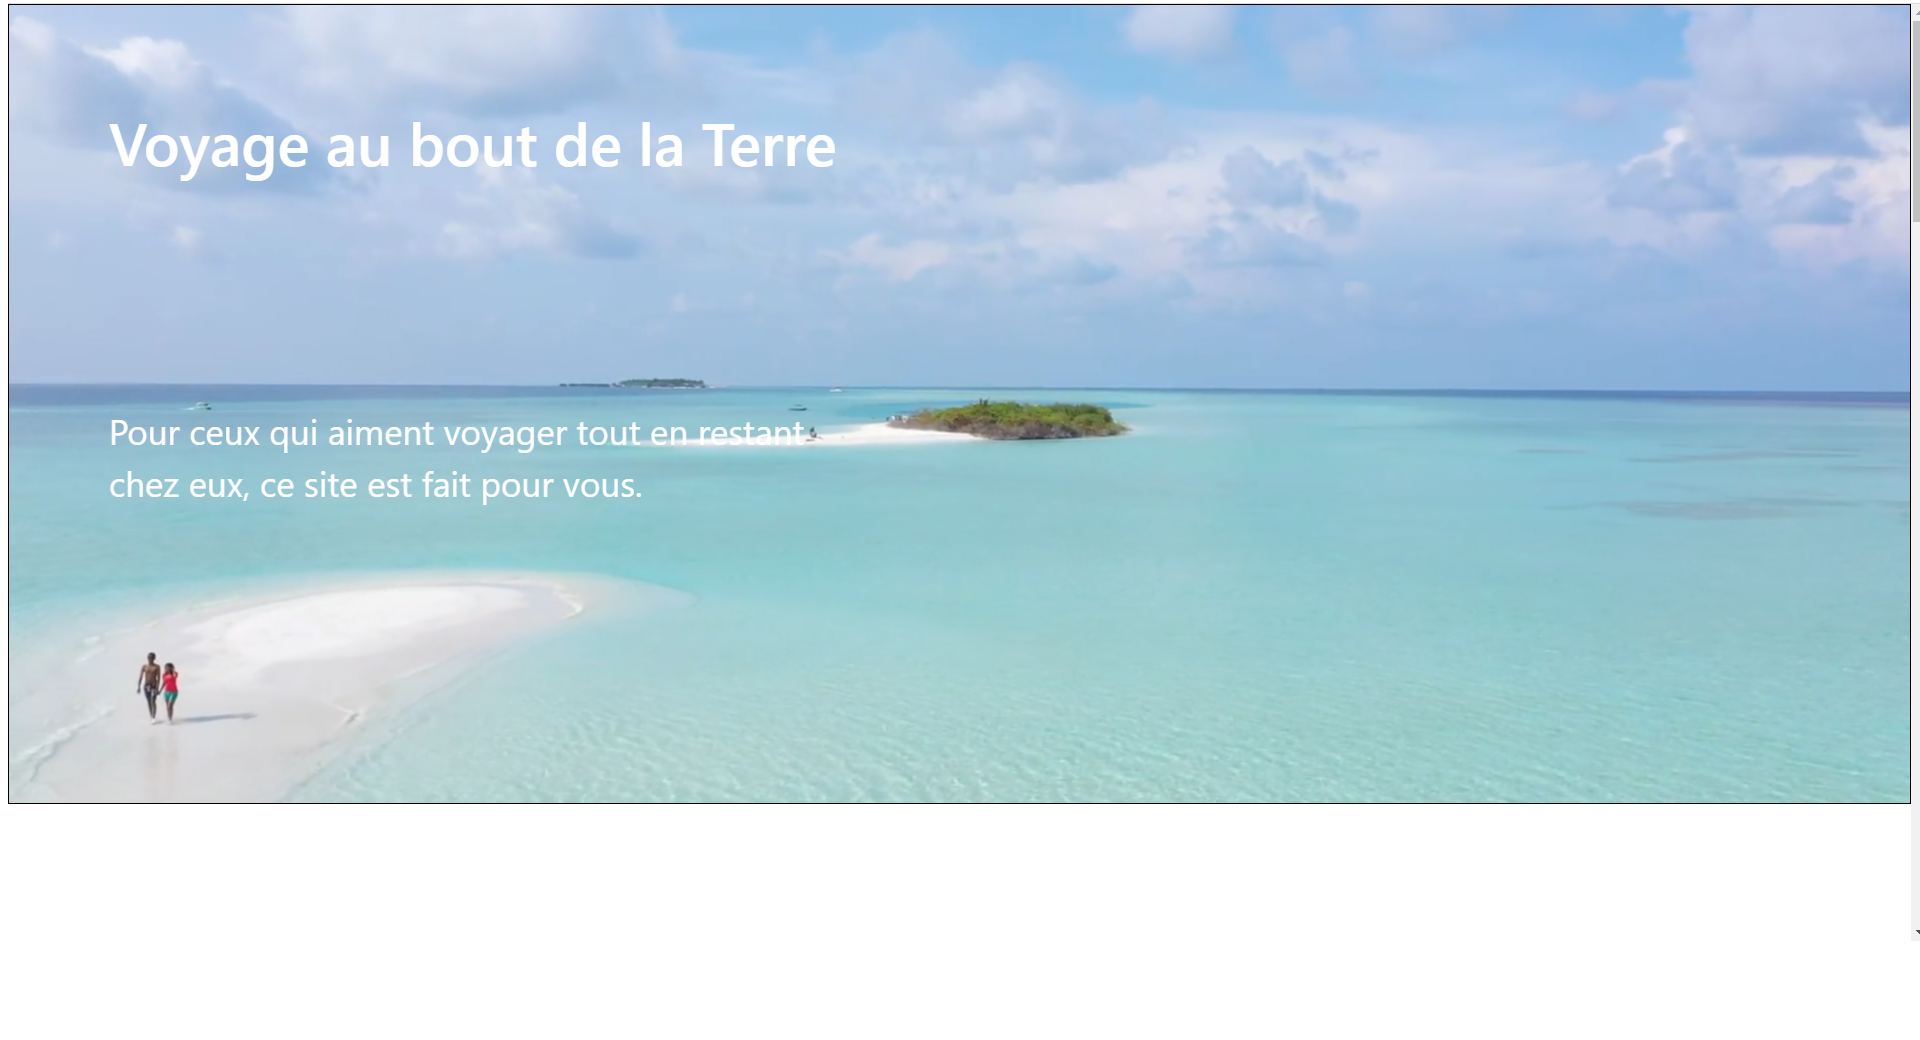 Voyage au bout de la Terre
Pour ceux qui aiment voyager tout en restant
chez eux, ce site est fait pour vous.